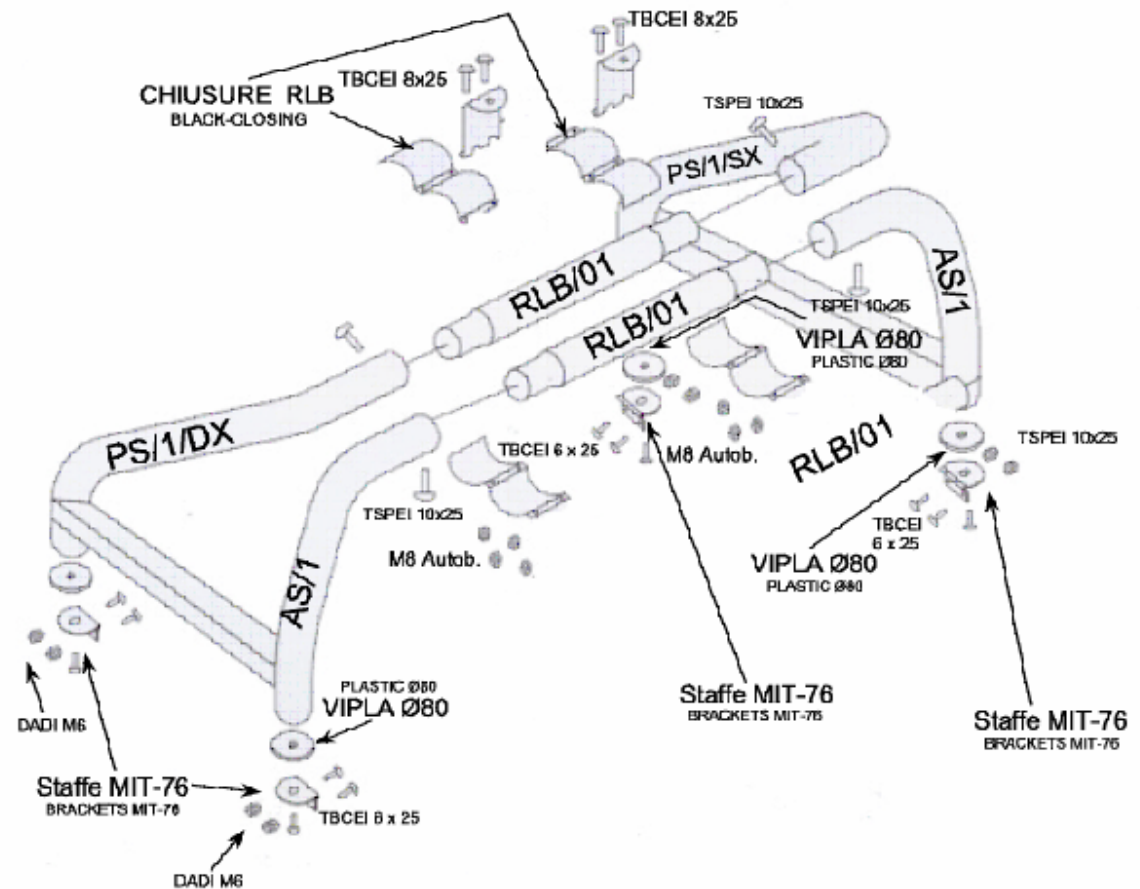 TBCEI 8x25
TBCEI 8x25
CHIUSURE RLB
BLACK-CLOSING
TSPEI 10x25
PS/1/SX
RLB/01
AS/1
RLB/01
TSPEI 10x25
VIPLA Ø80
PLASTIC Ø80
PS/1/DX
TBCEI 6 x 25
M8 Autob.
RLB/01
TSPEI 10x25
TSPEI 10x25
TBCEI
6 x 25
M8 Autob.
VIPLA Ø80
PLASTIC Ø80
AS/1
PLASTIC Ø80
VIPLA Ø80
Staffe MIT-76
BRACKETS MIT-76
Staffe MIT-76
BRACKETS MIT-76
DADI M6
Staffe MIT-76
BRACKETS MIT-76
TBCEI 8 x 25
DADI M6